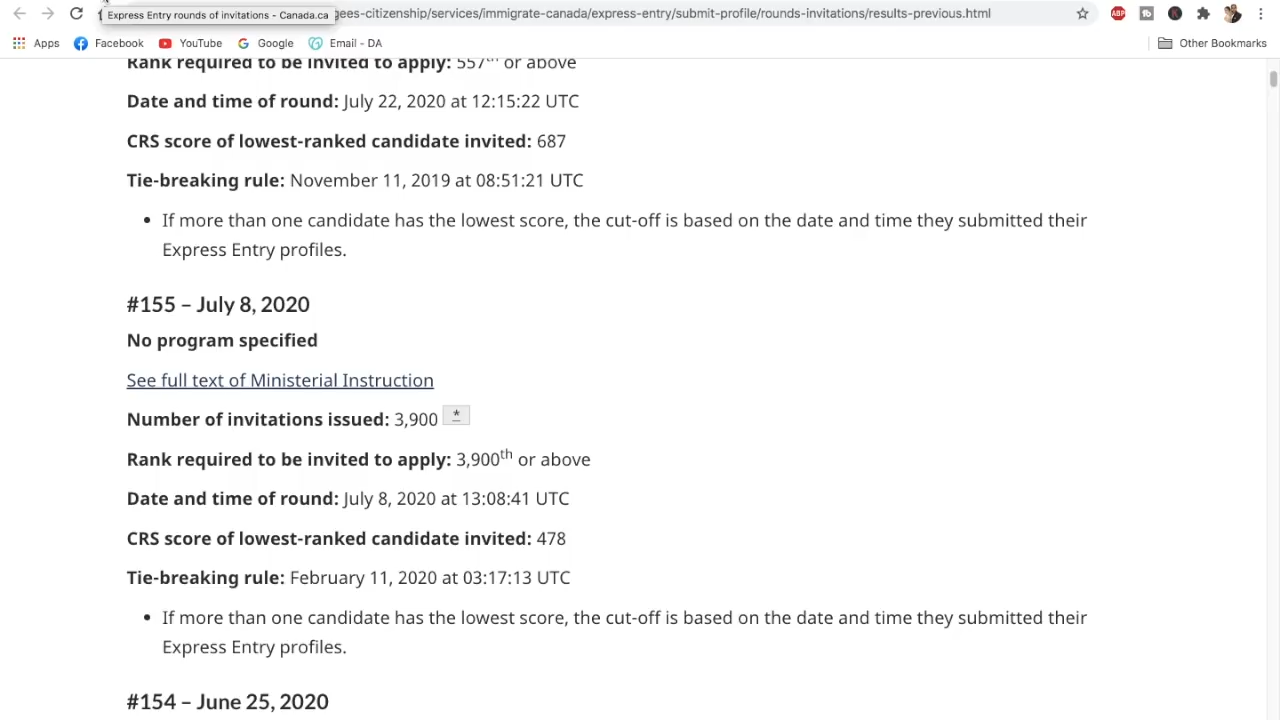 Express Entry rounds of invitations - Canada.ca
gees-citizenship/services/immigrate-canada/express-entry/submit-profile/rounds-invitations/results-previous.html
ABP
Apps Facebook YouTube Google Email - DA Other Bookmarks
Rank required to be invited to apply: 557th or above
Date and time of round: July 22, 2020 at 12:15:22 UTC
CRS score of lowest-ranked candidate invited: 687
Tie-breaking rule: November 11, 2019 at 08:51:21 UTC
• If more than one candidate has the lowest score, the cut-off is based on the date and time they submitted their
Express Entry profiles.
#155 – July 8, 2020
No program specified
See full text of Ministerial Instruction
Number of invitations issued: 3,900 *
Rank required to be invited to apply: 3,900th or above
Date and time of round: July 8, 2020 at 13:08:41 UTC
CRS score of lowest-ranked candidate invited: 478
Tie-breaking rule: February 11, 2020 at 03:17:13 UTC
• If more than one candidate has the lowest score, the cut-off is based on the date and time they submitted their
Express Entry profiles.
#154 – June 25, 2020